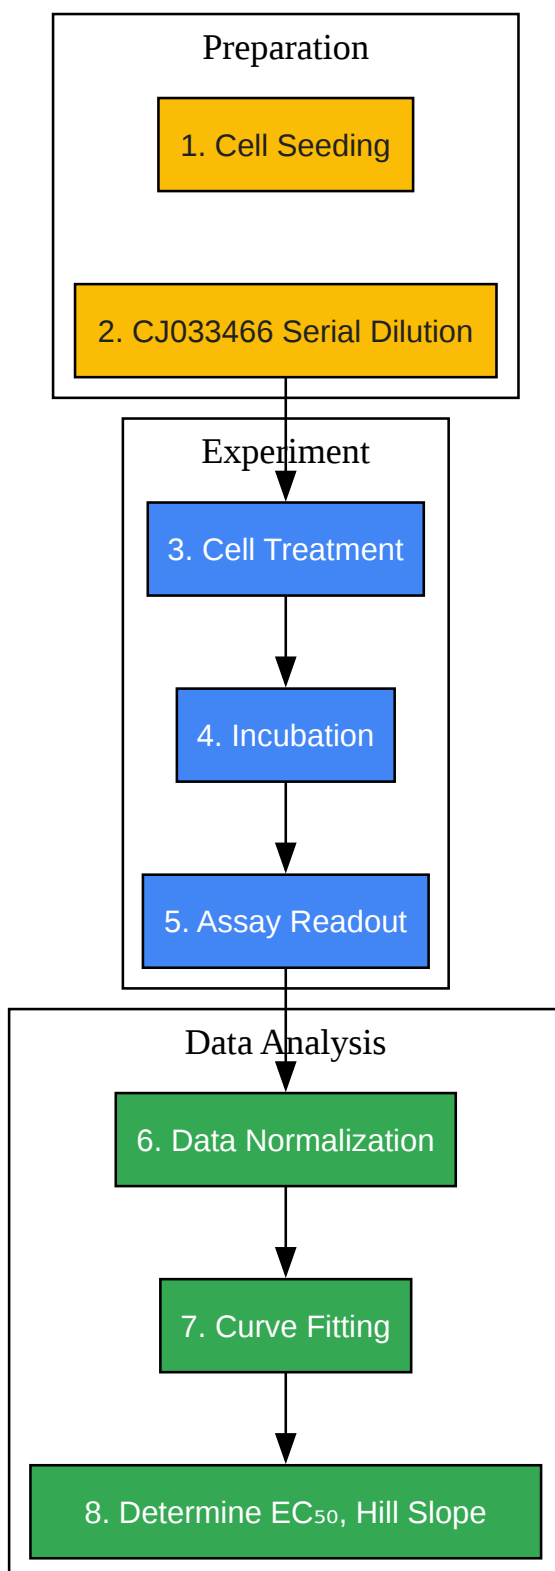 Preparation
1. Cell Seeding
2. CJ033466 Serial Dilution
Experiment
3. Cell Treatment
4. Incubation
5. Assay Readout
Data Analysis
6. Data Normalization
7. Curve Fitting
8. Determine EC₅₀, Hill Slope